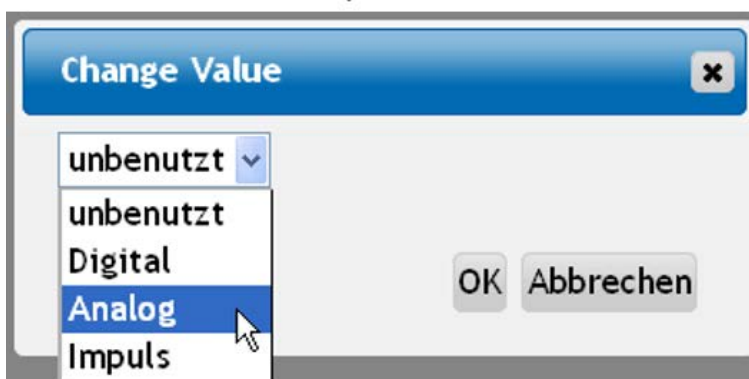 Change Value
unbenutzt
unbenutzt
Digital
Analog
Impuls
OK Abbrechen